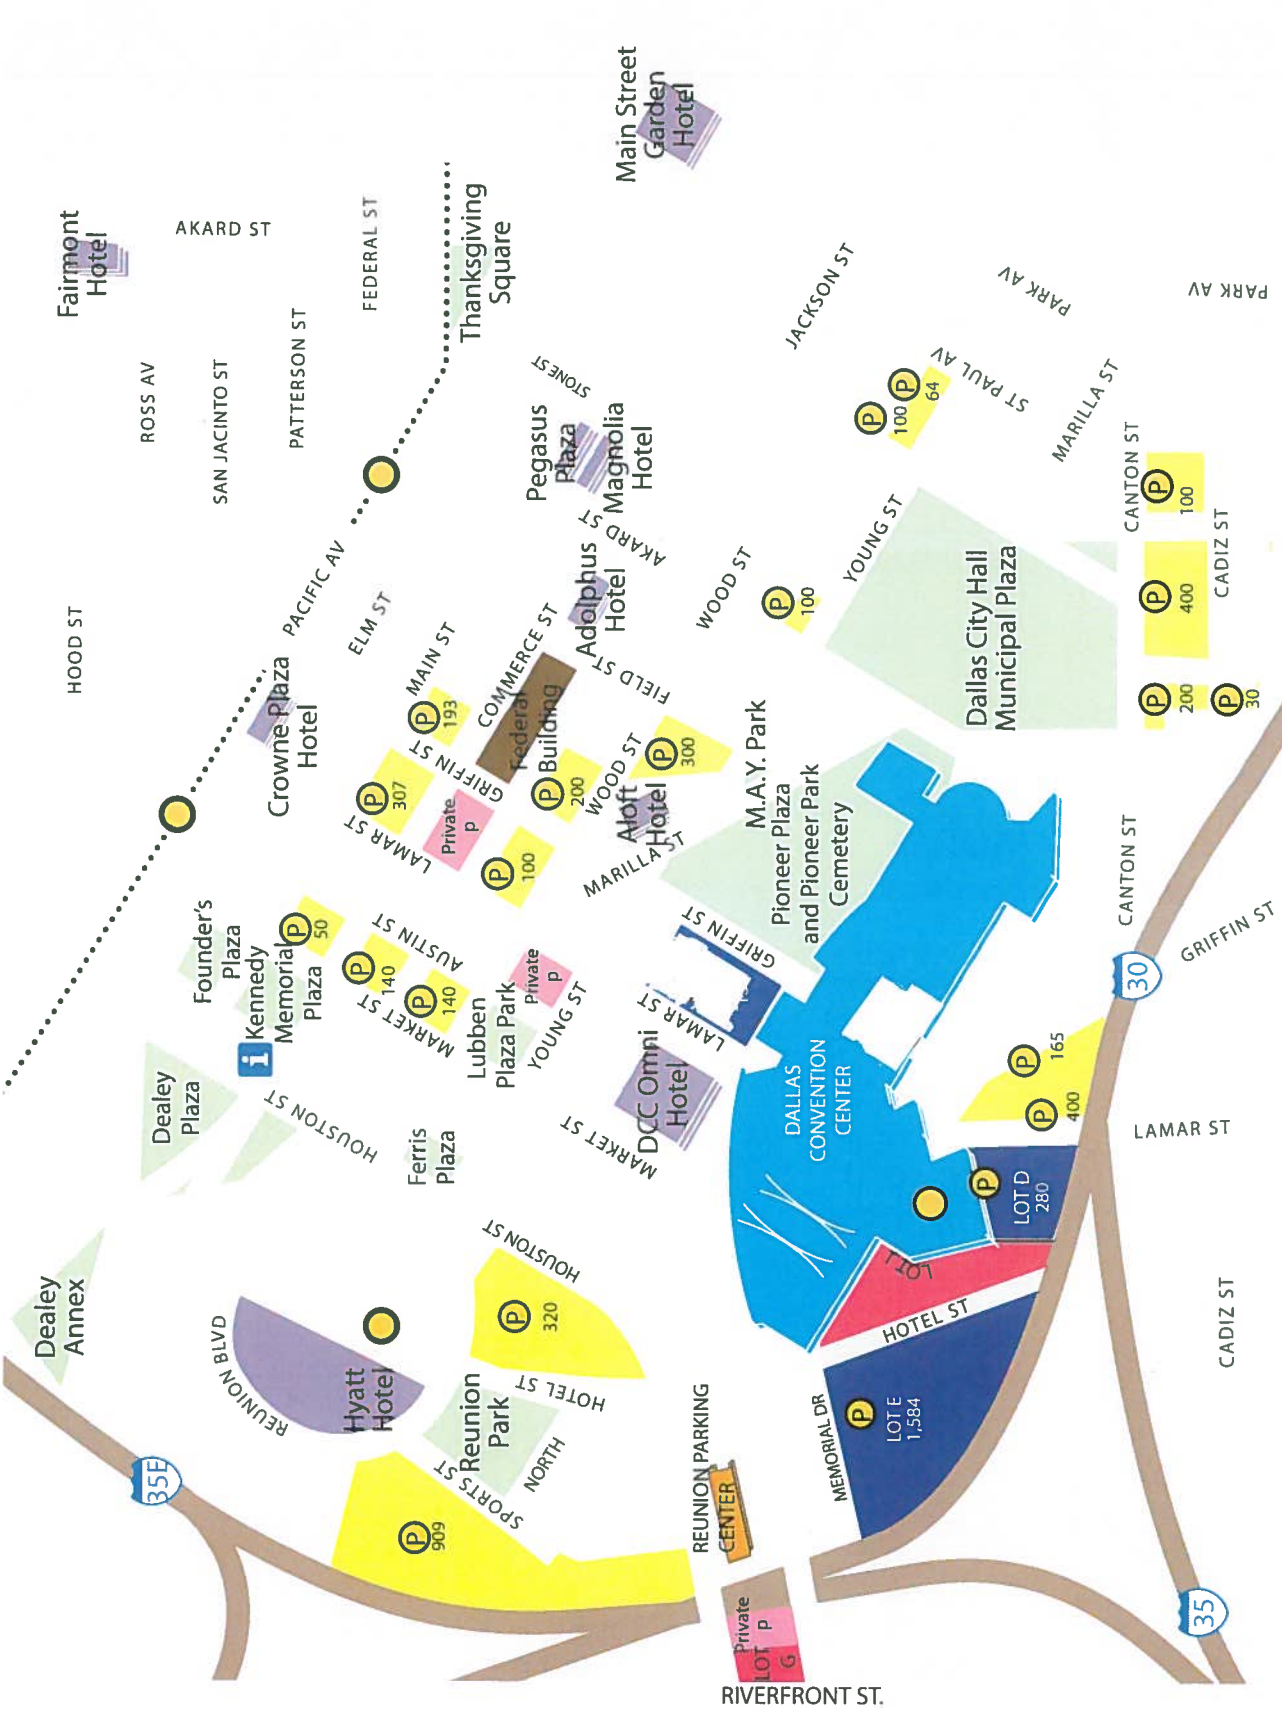 Fairmont
Hotel
AKARD ST
FEDERAL ST
Thanksgiving
Square
Main Street
Garden
Hotel
ROSS AV
SAN JACINTO ST
PATTERSON ST
STONE ST
JACKSON ST
PARK AV
PARK AV
ST PAUL AV
MARILLA ST
P
100
P
64
Pegasus
Plaza
Magnolia
Hotel
AKARD ST
HOOD ST
PACIFIC AV
ELM ST
MAIN ST
COMMERCE ST
Adolphus
Hotel
FIELD ST
WOOD ST
P
100
YOUNG ST
Dallas City Hall
Municipal Plaza
CANTON ST
P
100
P
400
CADIZ ST
P
200
P
30
Crowne Plaza
Hotel
P
193
GRIFFIN ST
Federal
Building
P
307
LAMAR ST
Private
p
P
200
WOOD ST
P
300
Aloft
Hotel
MARILLA ST
P
100
M.A.Y. Park
Pioneer Plaza
and Pioneer Park
Cemetery
CANTON ST
GRIFFIN ST
30
Founder's
Plaza
Kennedy
Memorial
Plaza
i
P
50
P
140
AUSTIN ST
P
140
MARKET ST
Lubben
Plaza Park
Private
p
YOUNG ST
GRIFFIN ST
LAMAR ST
DCC Omni
Hotel
MARKET ST
DALLAS
CONVENTION
CENTER
P
165
P
400
LAMAR ST
Dealey
Plaza
HOUSTON ST
Ferris
Plaza
P
LOT D
280
LOT J
HOTEL ST
CADIZ ST
Dealey
Annex
REUNION BLVD
Hyatt
Hotel
HOUSTON ST
P
320
HOTEL ST
Reunion
Park
NORTH
SPORTS ST
MEMORIAL DR
P
LOT E
1,584
35E
P
909
REUNION PARKING
CENTER
Private
p
LOT
G
RIVERFRONT ST.
35